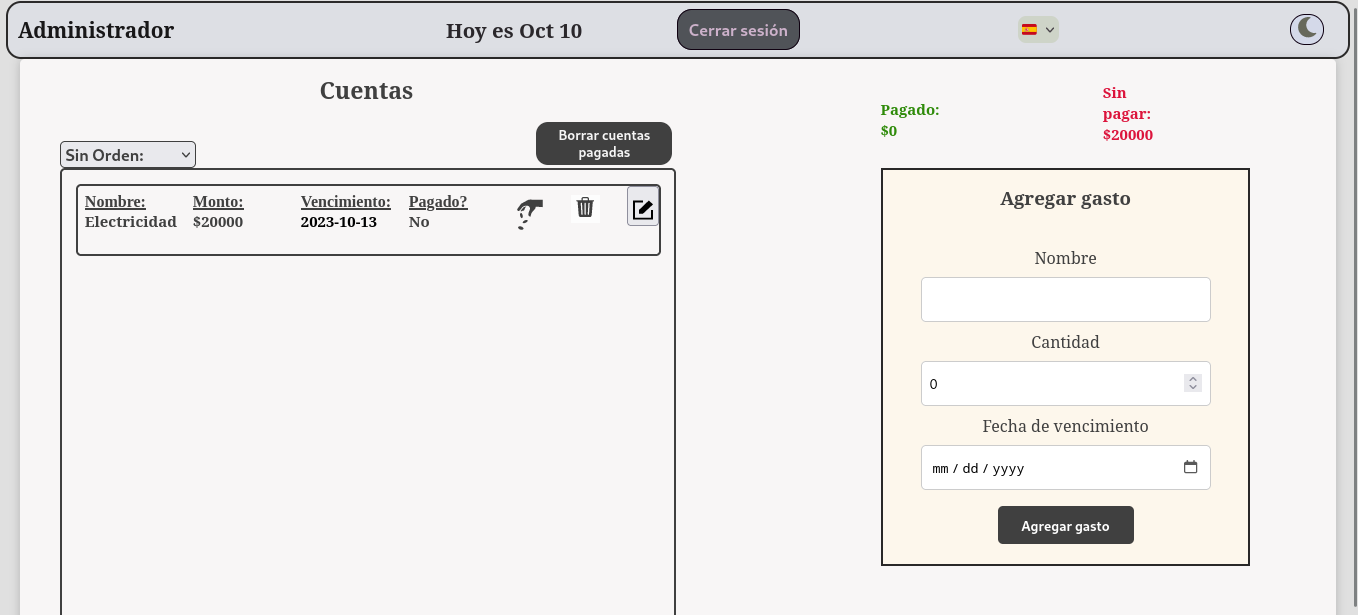 Administrador
Hoy es Oct 10
Cerrar sesión
Cuentas
Pagado:
$0
Sin
pagar:
$20000
Borrar cuentas
pagadas
Sin Orden:
Nombre: Monto: Vencimiento: Pagado?
Electricidad $20000 2023-10-13 No
Agregar gasto
Nombre
Cantidad
0
Fecha de vencimiento
mm / dd / yyyy
Agregar gasto